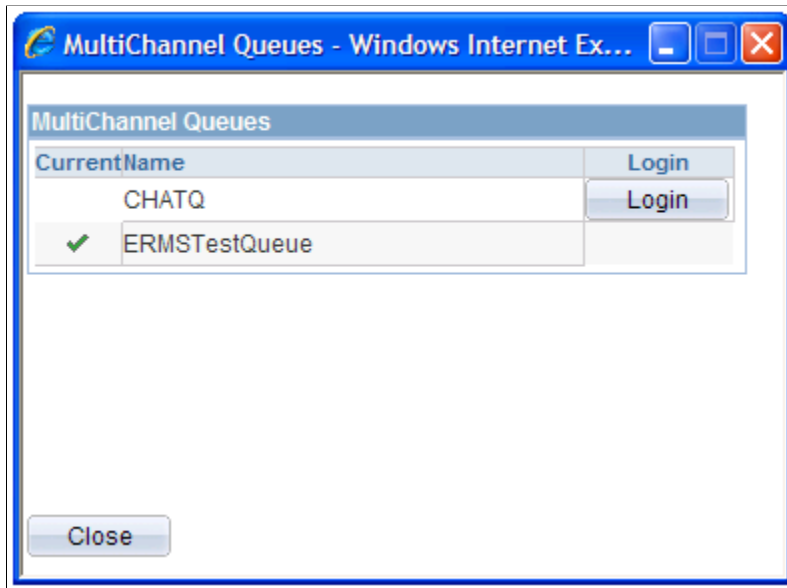 MultiChannel Queues - Windows Internet Ex...
MultiChannel Queues
Current Name Login
CHATQ Login
ERMSTestQueue
Close